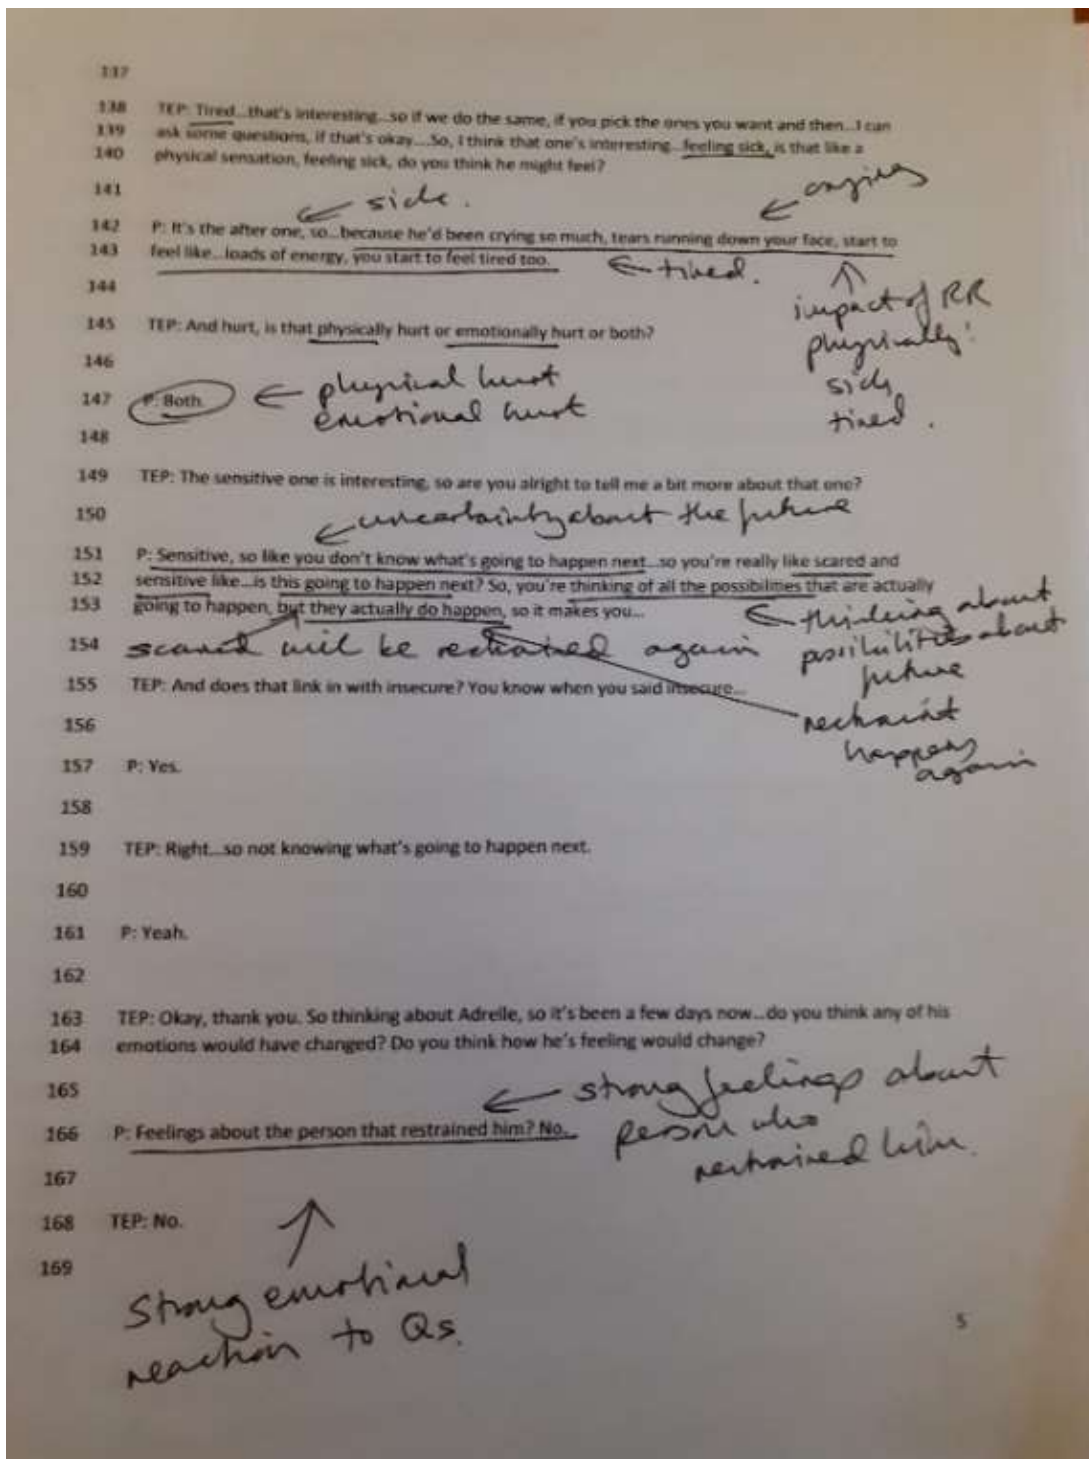 137
138 TEP: Tired...that's interesting...so if we do the same, if you pick the ones you want and then...I can
139 ask some questions, if that's okay....So, I think that one's interesting...feeling sick, is that like a
140 physical sensation, feeling sick, do you think he might feel?
141
← sick.
← crying
142 P: It's the after one, so...because he'd been crying so much, tears running down your face, start to
143 feel like...loads of energy, you start to feel tired too.
← tired.
144
impact of RR
physically!
sick,
tired.
145 TEP: And hurt, is that physically hurt or emotionally hurt or both?
146
147 P: Both.
← physical hurt
emotional hurt
148
149 TEP: The sensitive one is interesting, so are you alright to tell me a bit more about that one?
150
← uncertainty about the future
151 P: Sensitive, so like you don't know what's going to happen next...so you're really like scared and
152 sensitive like...is this going to happen next? So, you're thinking of all the possibilities that are actually
153 going to happen, but they actually do happen, so it makes you...
← thinking about
possibilities about
future
154
scared will be restrained again
155 TEP: And does that link in with insecure? You know when you said insecure...
restraint
happens
again
156
157 P: Yes.
158
159 TEP: Right...so not knowing what's going to happen next.
160
161 P: Yeah.
162
163 TEP: Okay, thank you. So thinking about Adrelle, so it's been a few days now...do you think any of his
164 emotions would have changed? Do you think how he's feeling would change?
165
← strong feelings about
person who
restrained him.
166 P: Feelings about the person that restrained him? No.
167
168 TEP: No.
169
Strong emotional
reaction to Qs.
5